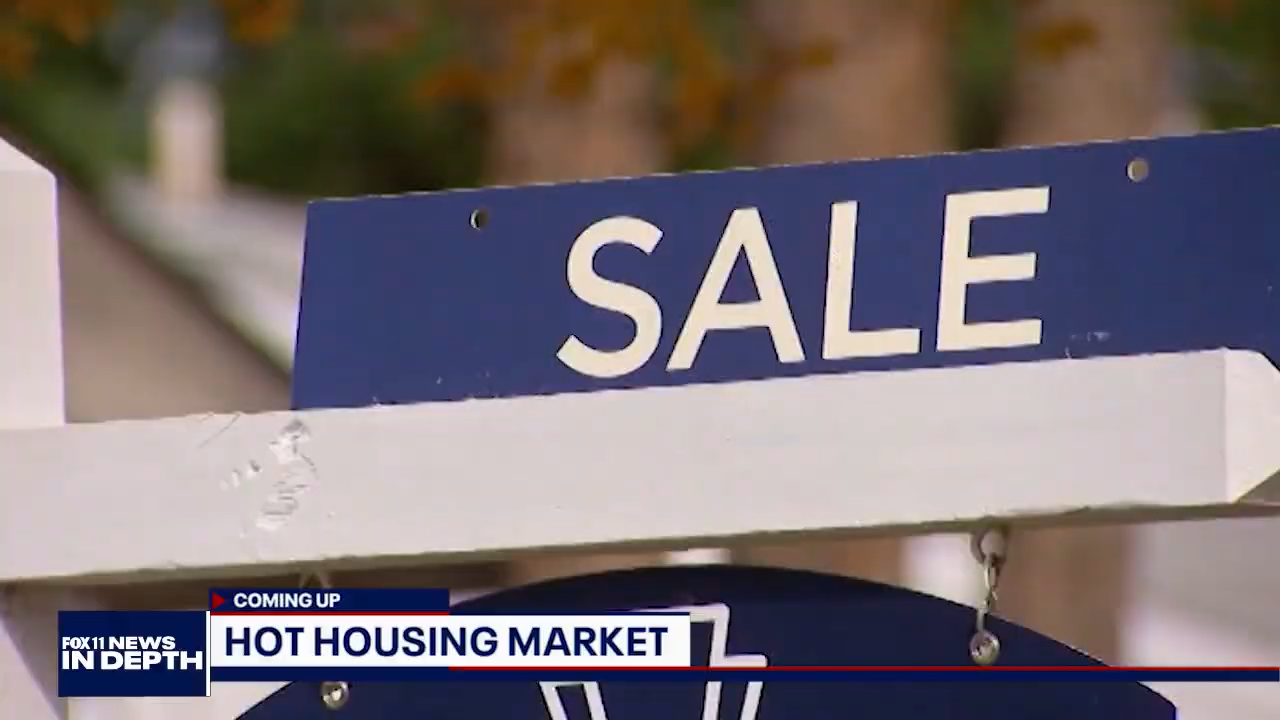 SALE
COMING UP
FOX 11 NEWS
IN DEPTH
HOT HOUSING MARKET